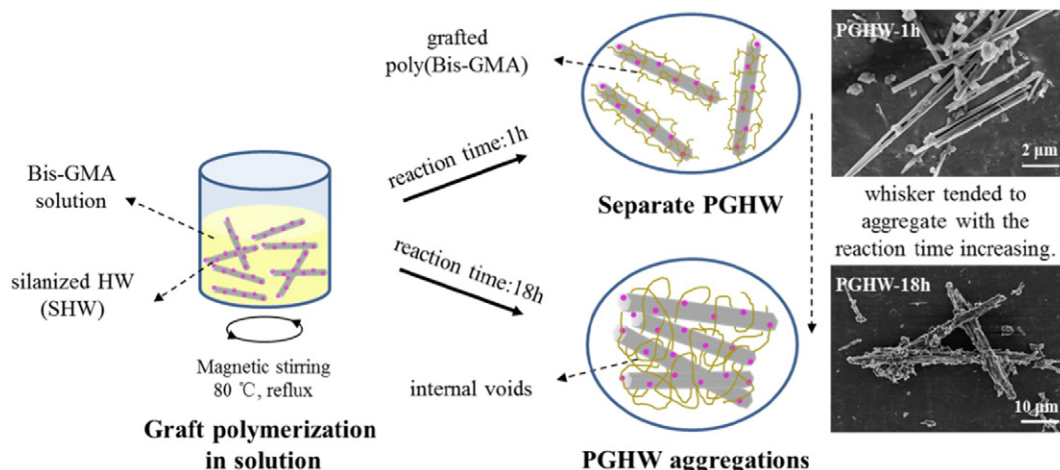 Bis-GMA
solution
silanized HW
(SHW)
Magnetic stirring
80 ℃, reflux
Graft polymerization
in solution
reaction time:1h
reaction time:18h
grafted
poly(Bis-GMA)
Separate PGHW
internal voids
PGHW aggregations
PGHW-1h
2 μm
whisker tended to
aggregate with the
reaction time increasing.
PGHW-18h
10 μm